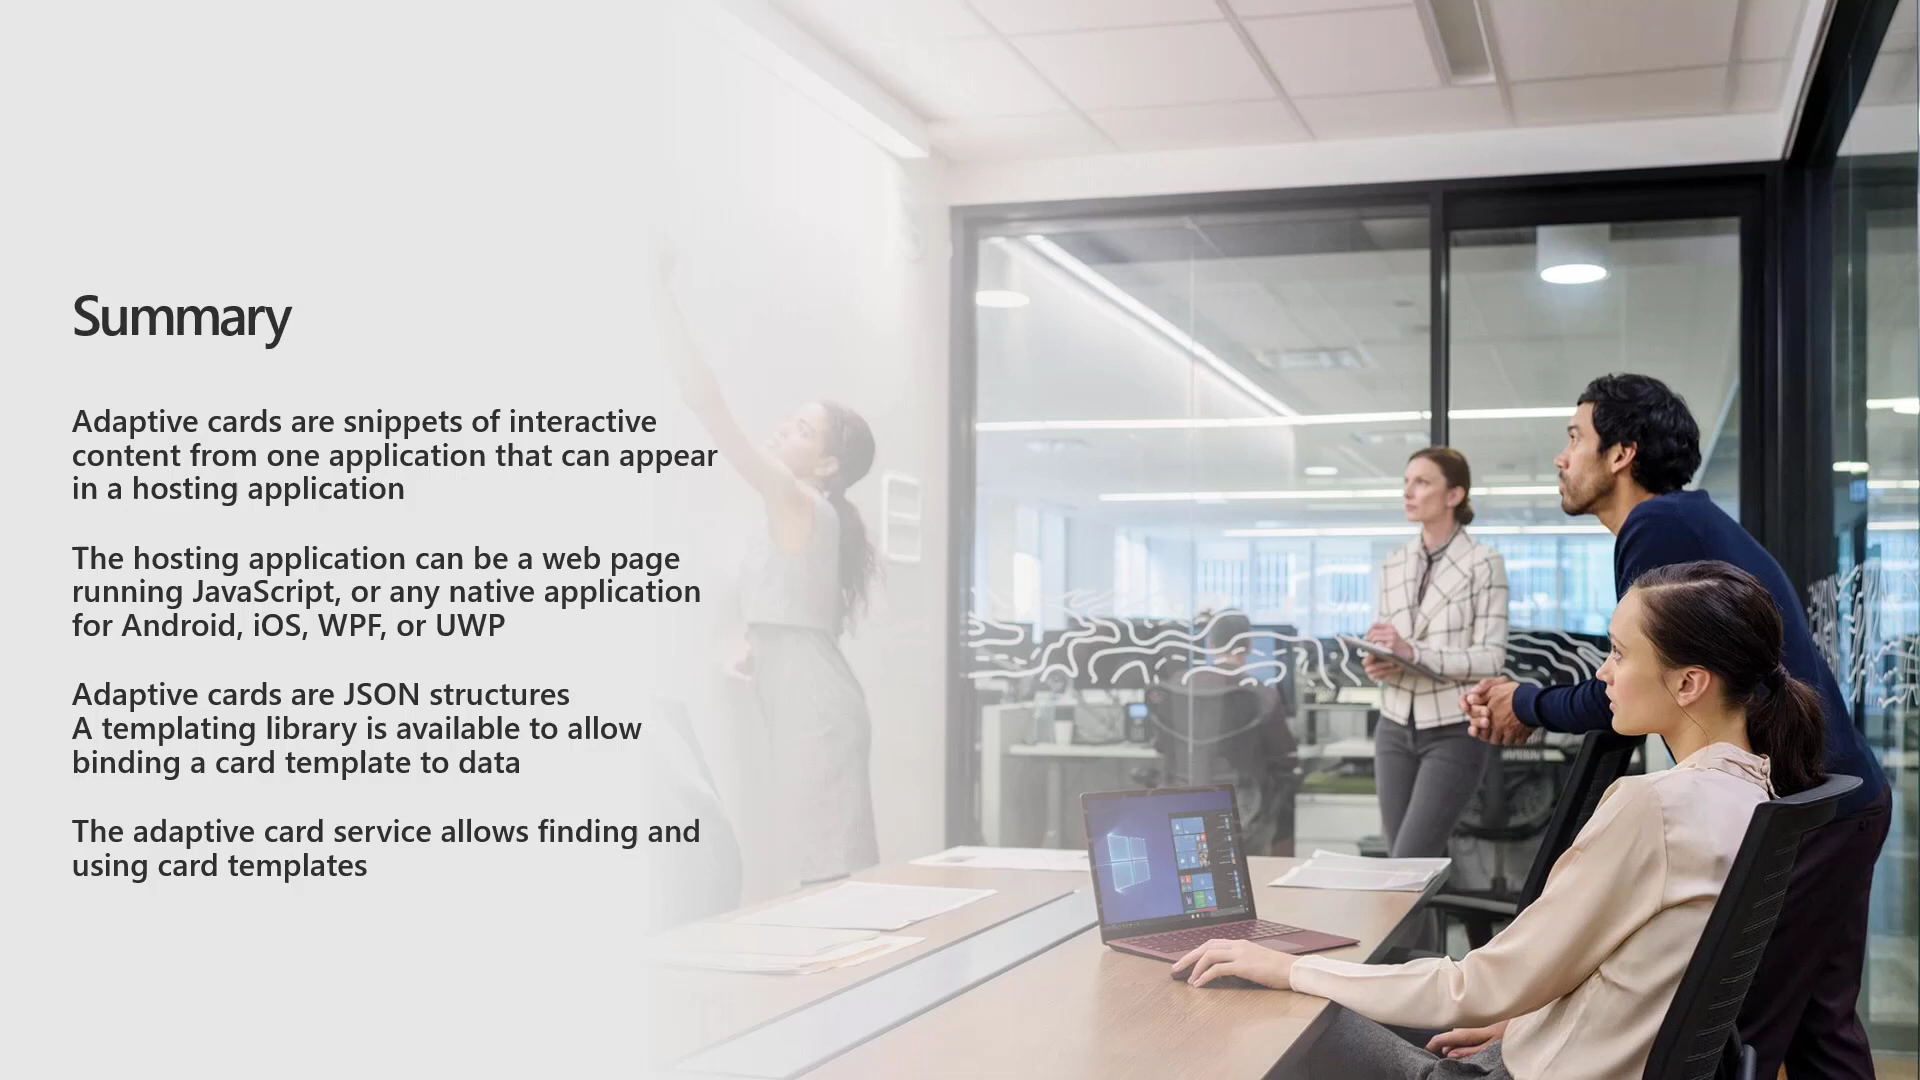 Summary
Adaptive cards are snippets of interactive
content from one application that can appear
in a hosting application
The hosting application can be a web page
running JavaScript, or any native application
for Android, iOS, WPF, or UWP
Adaptive cards are JSON structures
A templating library is available to allow
binding a card template to data
The adaptive card service allows finding and
using card templates